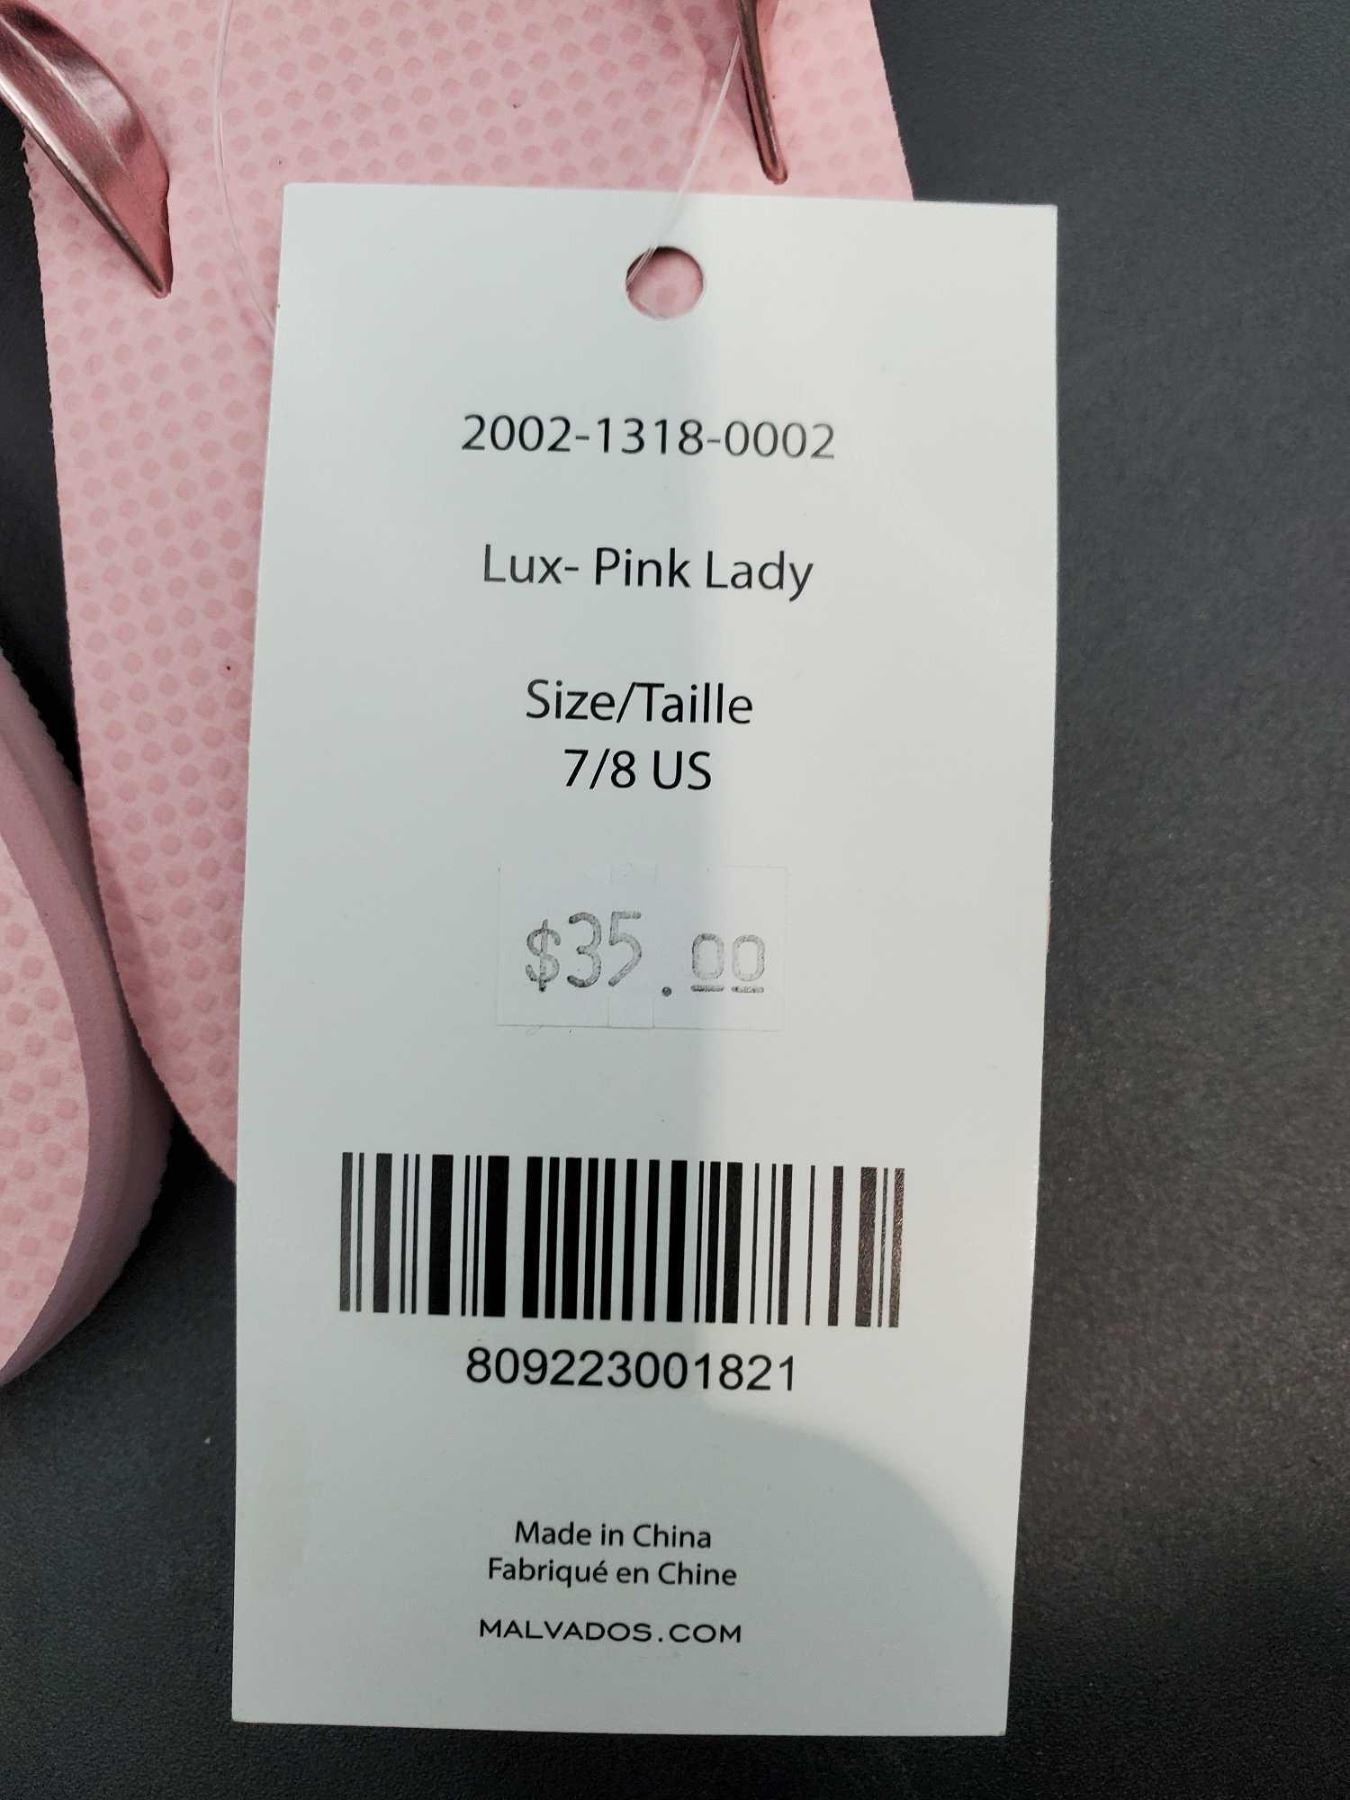 2002-1318-0002
Lux- Pink Lady
Size/Taille
7/8 US
$35.00
809223001821
Made in China
Fabriqué en Chine
MALVADOS.COM